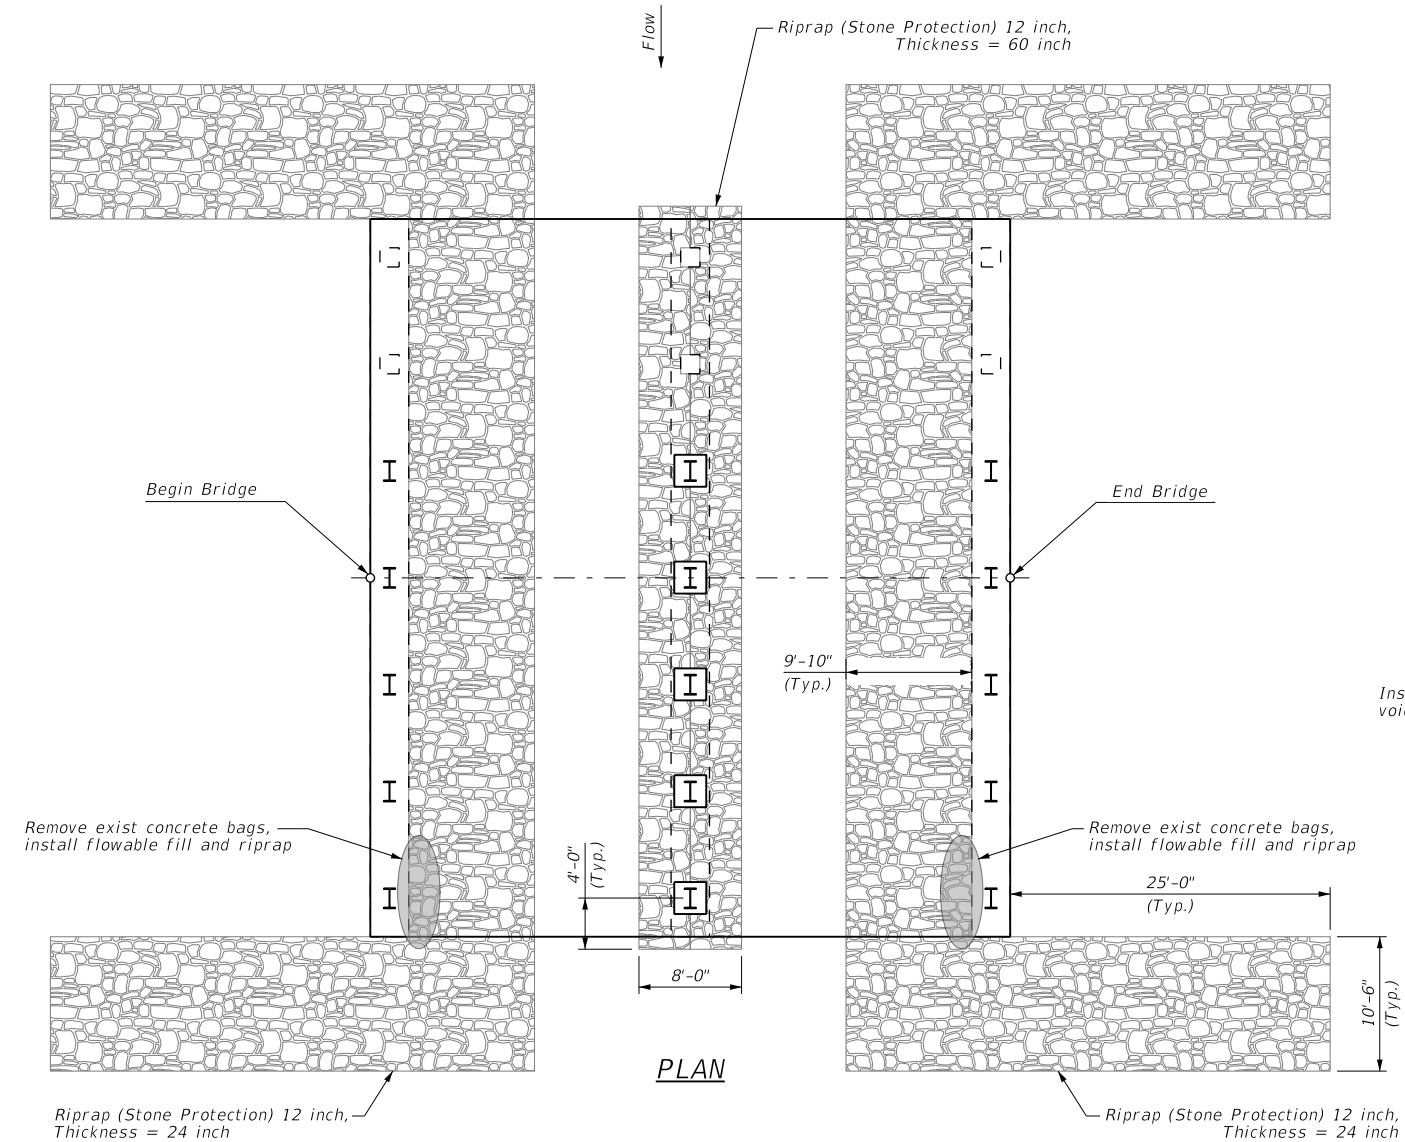 Flow
Riprap (Stone Protection) 12 inch,
Thickness = 60 inch
Begin Bridge
End Bridge
9'-10"
(Typ.)
Remove exist concrete bags,
install flowable fill and riprap
4'-0"
(Typ.)
Remove exist concrete bags,
install flowable fill and riprap
25'-0"
(Typ.)
8'-0"
10'-6"
(Typ.)
PLAN
Riprap (Stone Protection) 12 inch,
Thickness = 24 inch
Riprap (Stone Protection) 12 inch,
Thickness = 24 inch